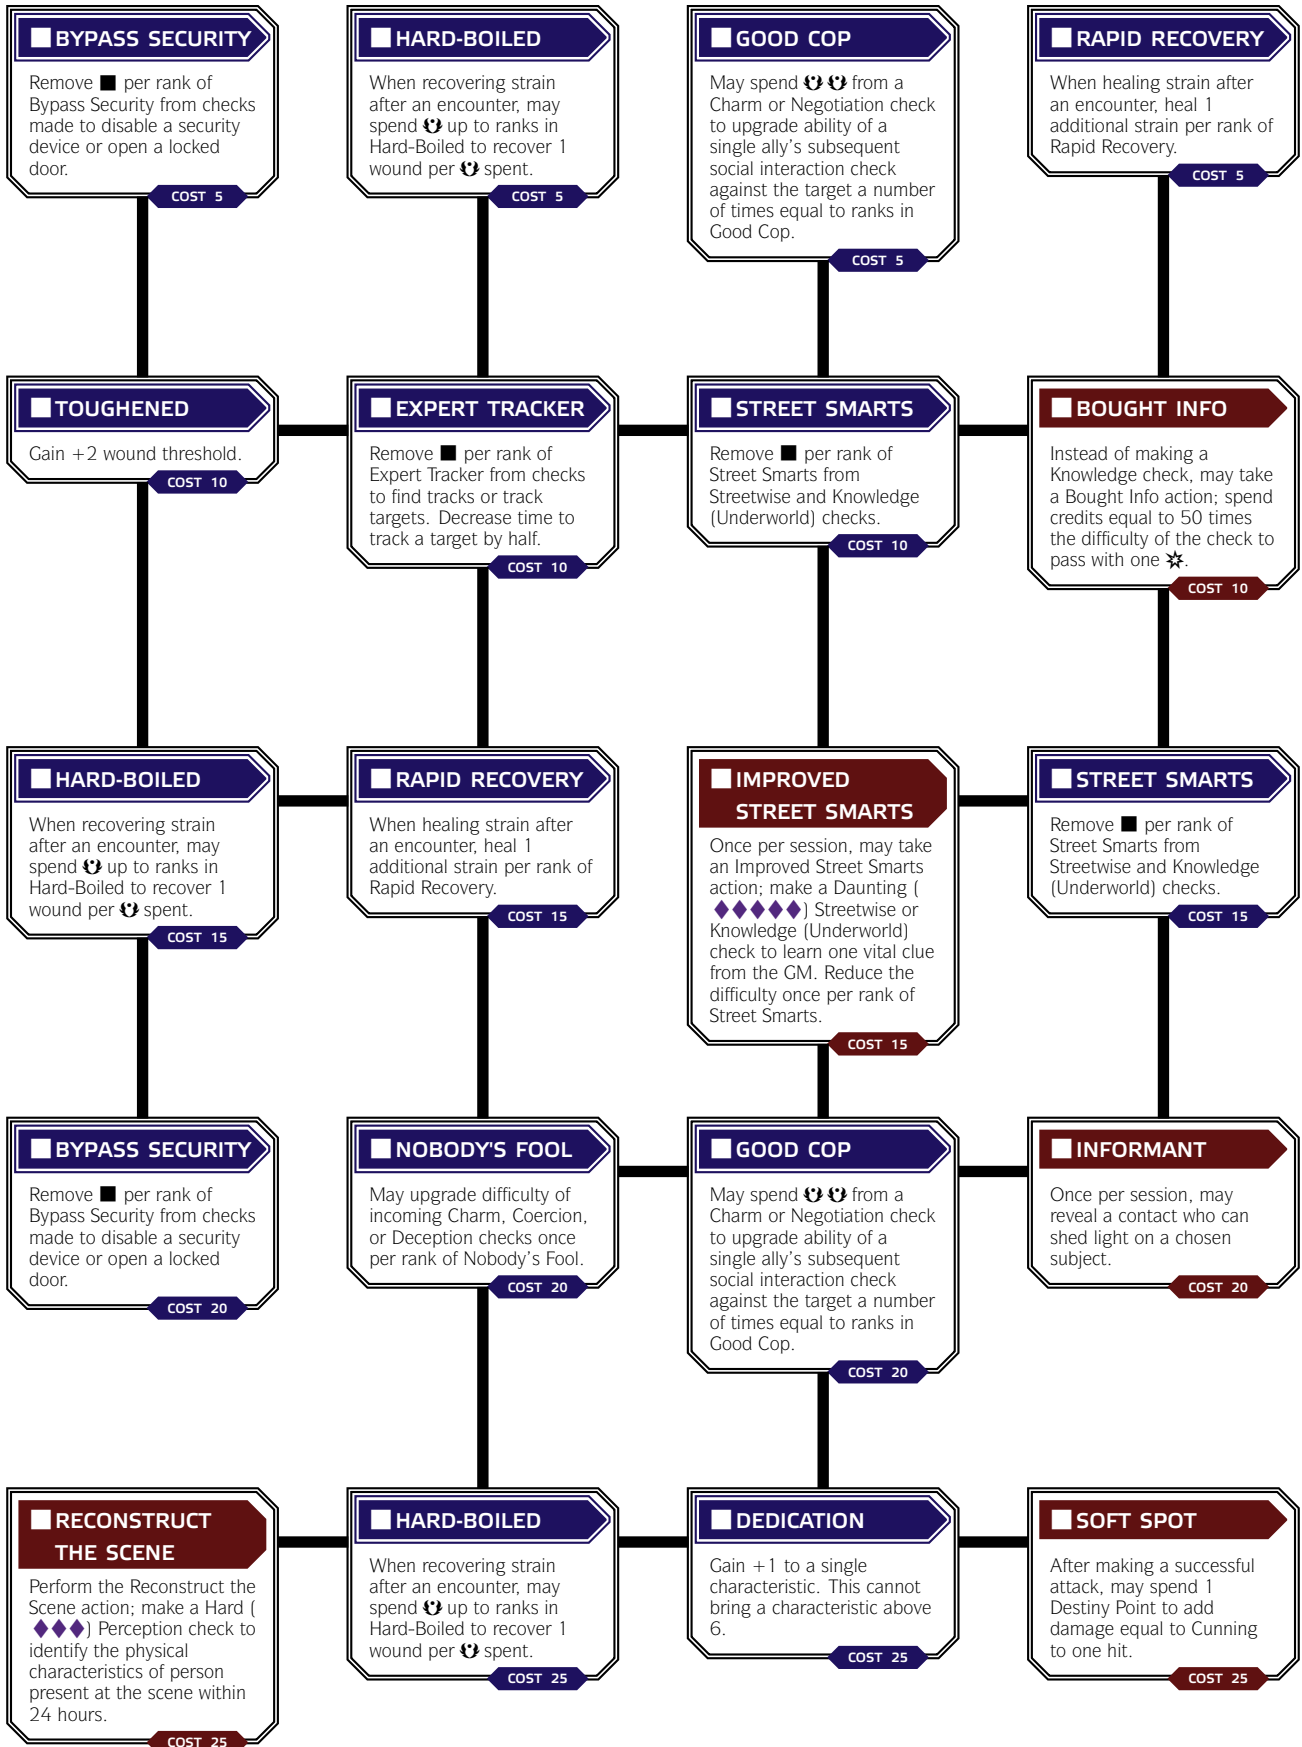 BYPASS SECURITY
Remove ■ per rank of
Bypass Security from checks
made to disable a security
device or open a locked
door.
COST 5
HARD-BOILED
When recovering strain
after an encounter, may
spend up to ranks in
Hard-Boiled to recover 1
wound per spent.
COST 5
GOOD COP
May spend from a
Charm or Negotiation check
to upgrade ability of a
single ally's subsequent
social interaction check
against the target a number
of times equal to ranks in
Good Cop.
COST 5
RAPID RECOVERY
When healing strain after
an encounter, heal 1
additional strain per rank of
Rapid Recovery.
COST 5
TOUGHENED
Gain +2 wound threshold.
COST 10
EXPERT TRACKER
Remove ■ per rank of
Expert Tracker from checks
to find tracks or track
targets. Decrease time to
track a target by half.
COST 10
STREET SMARTS
Remove ■ per rank of
Street Smarts from
Streetwise and Knowledge
(Underworld) checks.
COST 10
BOUGHT INFO
Instead of making a
Knowledge check, may take
a Bought Info action; spend
credits equal to 50 times
the difficulty of the check to
pass with one .
COST 10
HARD-BOILED
When recovering strain
after an encounter, may
spend up to ranks in
Hard-Boiled to recover 1
wound per spent.
COST 15
RAPID RECOVERY
When healing strain after
an encounter, heal 1
additional strain per rank of
Rapid Recovery.
COST 15
IMPROVED
STREET SMARTS
Once per session, may take
an Improved Street Smarts
action; make a Daunting (
♦♦♦♦♦) Streetwise or
Knowledge (Underworld)
check to learn one vital clue
from the GM. Reduce the
difficulty once per rank of
Street Smarts.
COST 15
STREET SMARTS
Remove ■ per rank of
Street Smarts from
Streetwise and Knowledge
(Underworld) checks.
COST 15
BYPASS SECURITY
Remove ■ per rank of
Bypass Security from checks
made to disable a security
device or open a locked
door.
COST 20
NOBODY'S FOOL
May upgrade difficulty of
incoming Charm, Coercion,
or Deception checks once
per rank of Nobody's Fool.
COST 20
GOOD COP
May spend from a
Charm or Negotiation check
to upgrade ability of a
single ally's subsequent
social interaction check
against the target a number
of times equal to ranks in
Good Cop.
COST 20
INFORMANT
Once per session, may
reveal a contact who can
shed light on a chosen
subject.
COST 20
RECONSTRUCT
THE SCENE
Perform the Reconstruct the
Scene action; make a Hard (
♦♦♦) Perception check to
identify the physical
characteristics of person
present at the scene within
24 hours.
COST 25
HARD-BOILED
When recovering strain
after an encounter, may
spend up to ranks in
Hard-Boiled to recover 1
wound per spent.
COST 25
DEDICATION
Gain +1 to a single
characteristic. This cannot
bring a characteristic above
6.
COST 25
SOFT SPOT
After making a successful
attack, may spend 1
Destiny Point to add
damage equal to Cunning
to one hit.
COST 25